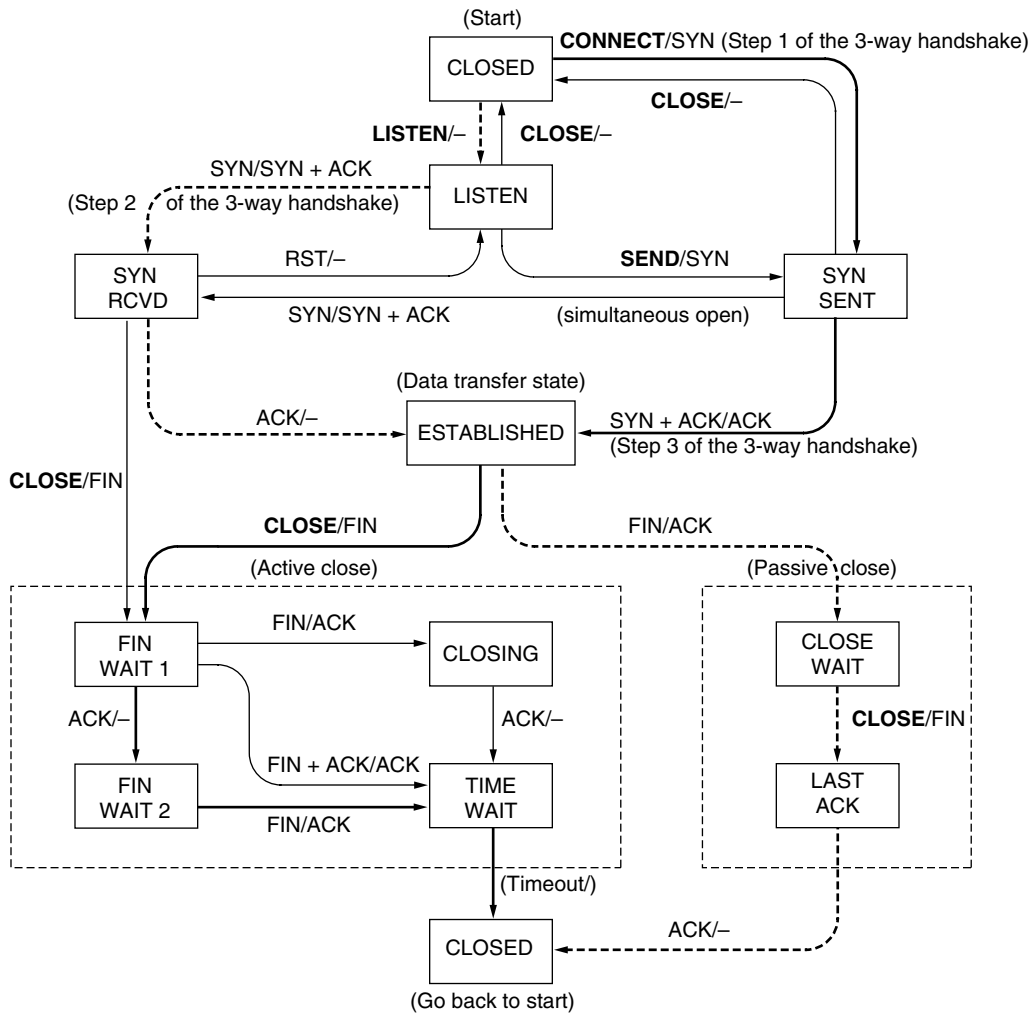 (Start)
CONNECT/SYN (Step 1 of the 3-way handshake)
CLOSED
CLOSE/–
LISTEN/–
CLOSE/–
SYN/SYN + ACK
LISTEN
(Step 2 of the 3-way handshake)
RST/–
SEND/SYN
SYN
RCVD
SYN
SENT
SYN/SYN + ACK
(simultaneous open)
(Data transfer state)
ACK/–
ESTABLISHED
SYN + ACK/ACK
(Step 3 of the 3-way handshake)
CLOSE/FIN
CLOSE/FIN
FIN/ACK
(Active close)
(Passive close)
FIN
WAIT 1
FIN/ACK
CLOSING
CLOSE
WAIT
ACK/–
ACK/–
CLOSE/FIN
FIN + ACK/ACK
FIN
WAIT 2
FIN/ACK
TIME
WAIT
LAST
ACK
(Timeout/)
CLOSED
ACK/–
(Go back to start)